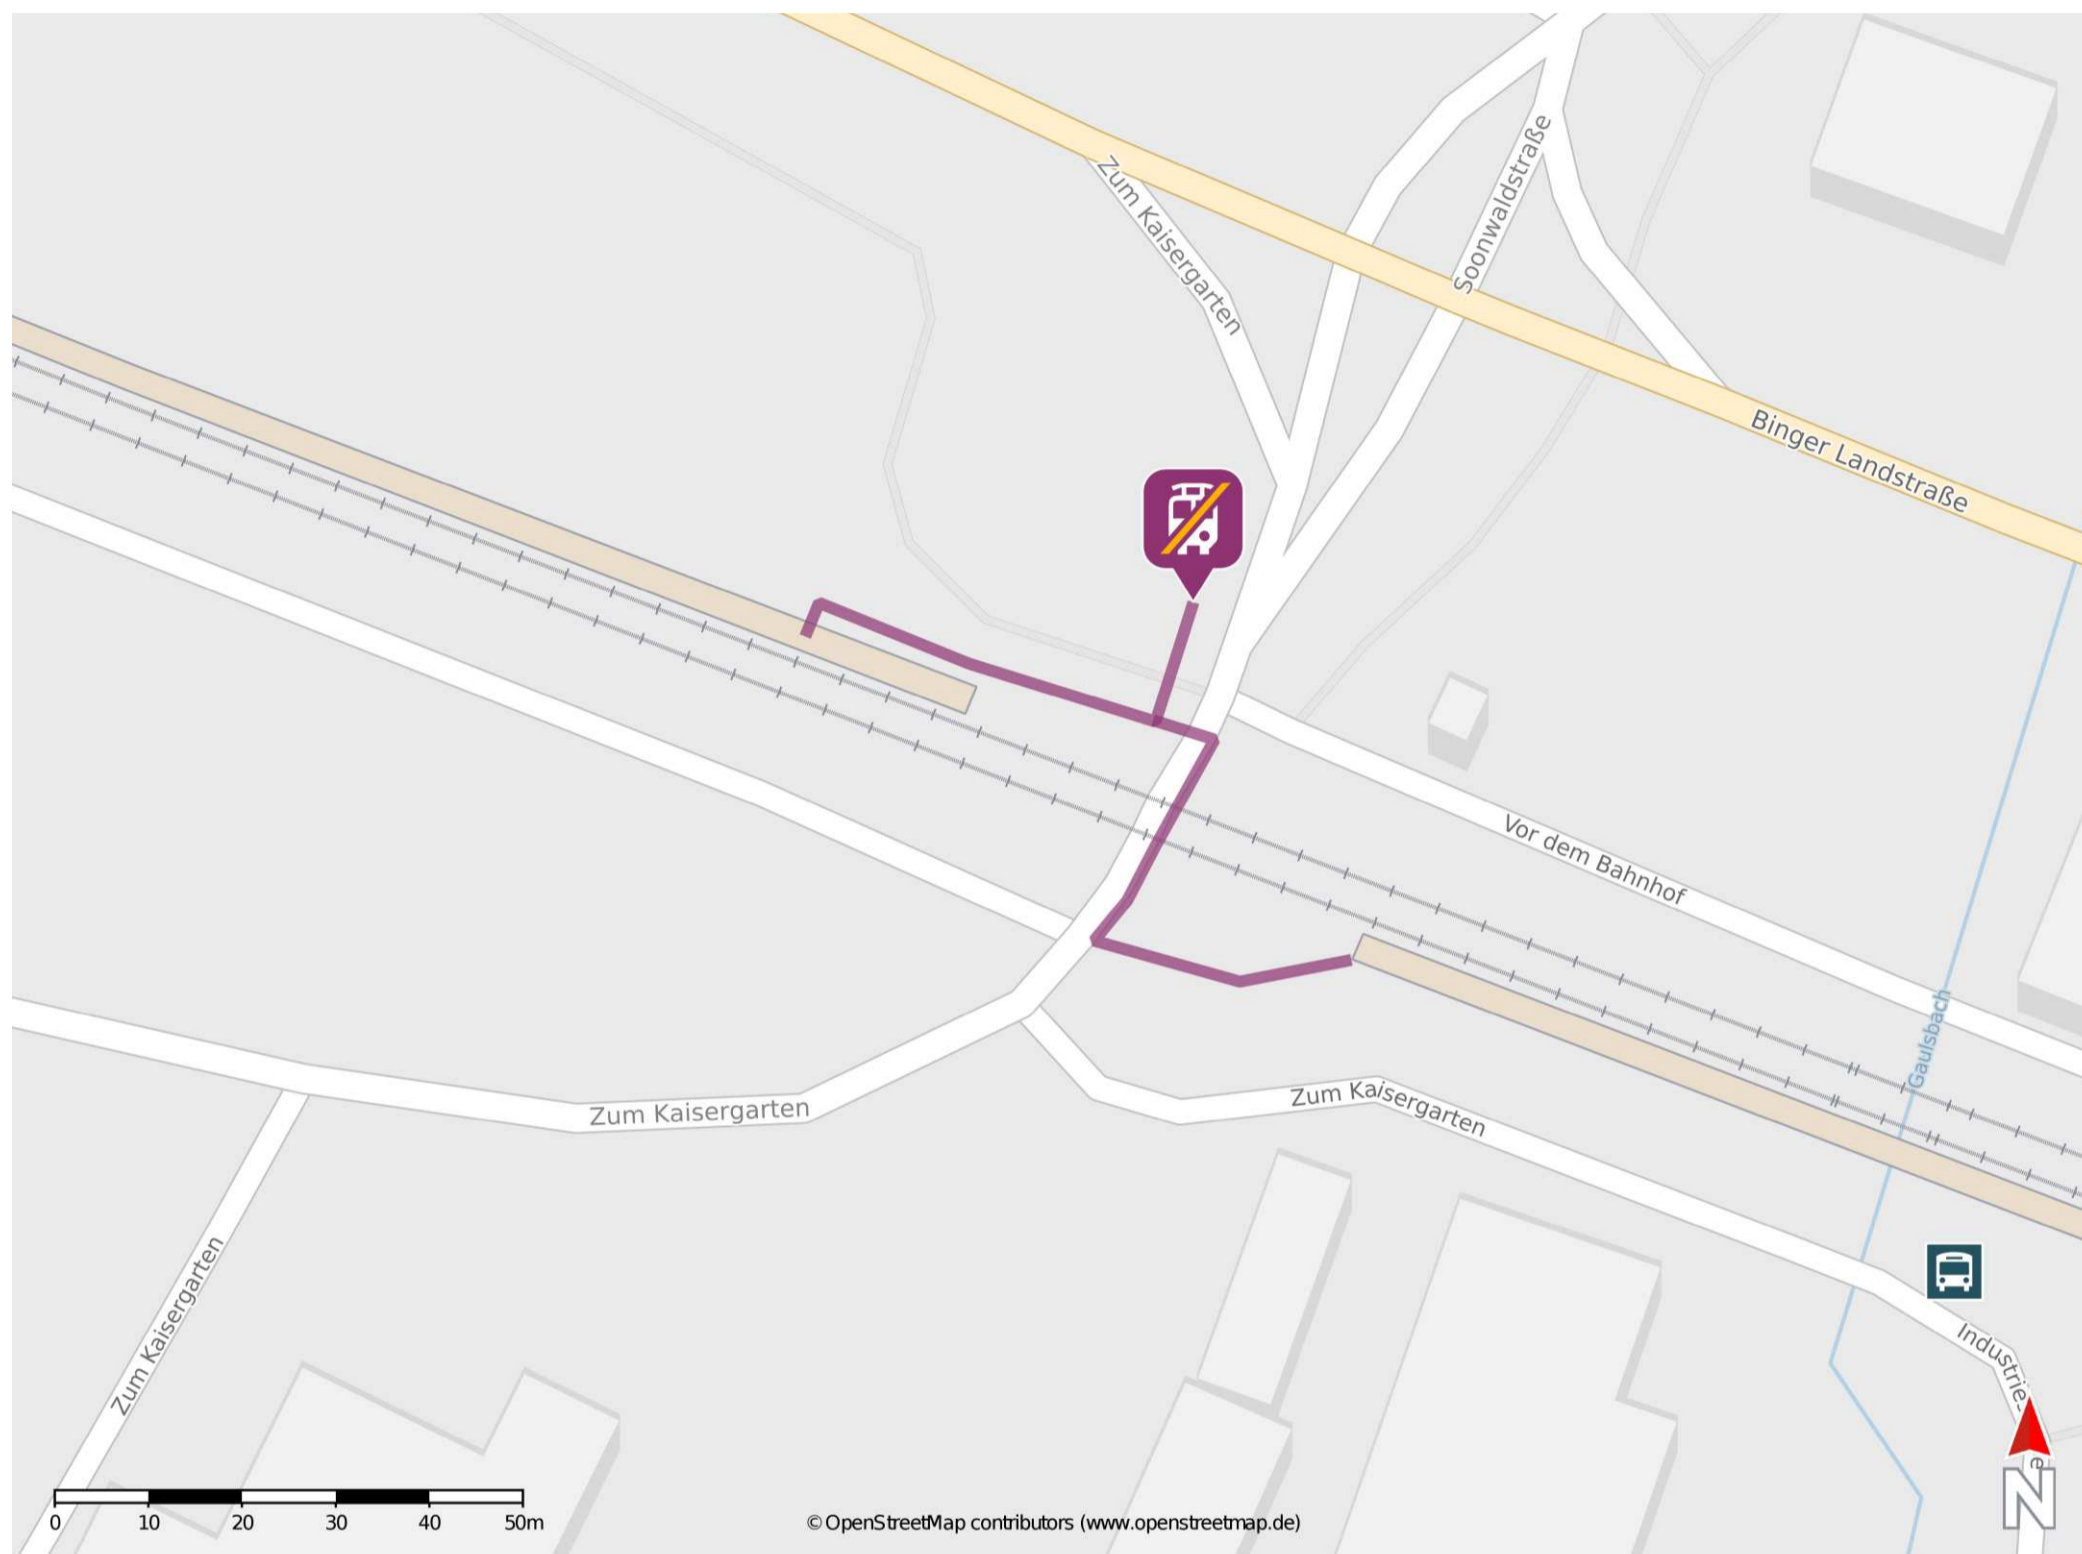 Zum Kaisergarten
Soonwaldstraße
Binger Landstraße
Vor dem Bahnhof
Gaulsbach
Zum Kaisergarten
Zum Kaisergarten
Zum Kaisergarten
0 10 20 30 40 50m
© OpenStreetMap contributors (www.openstreetmap.de)
N